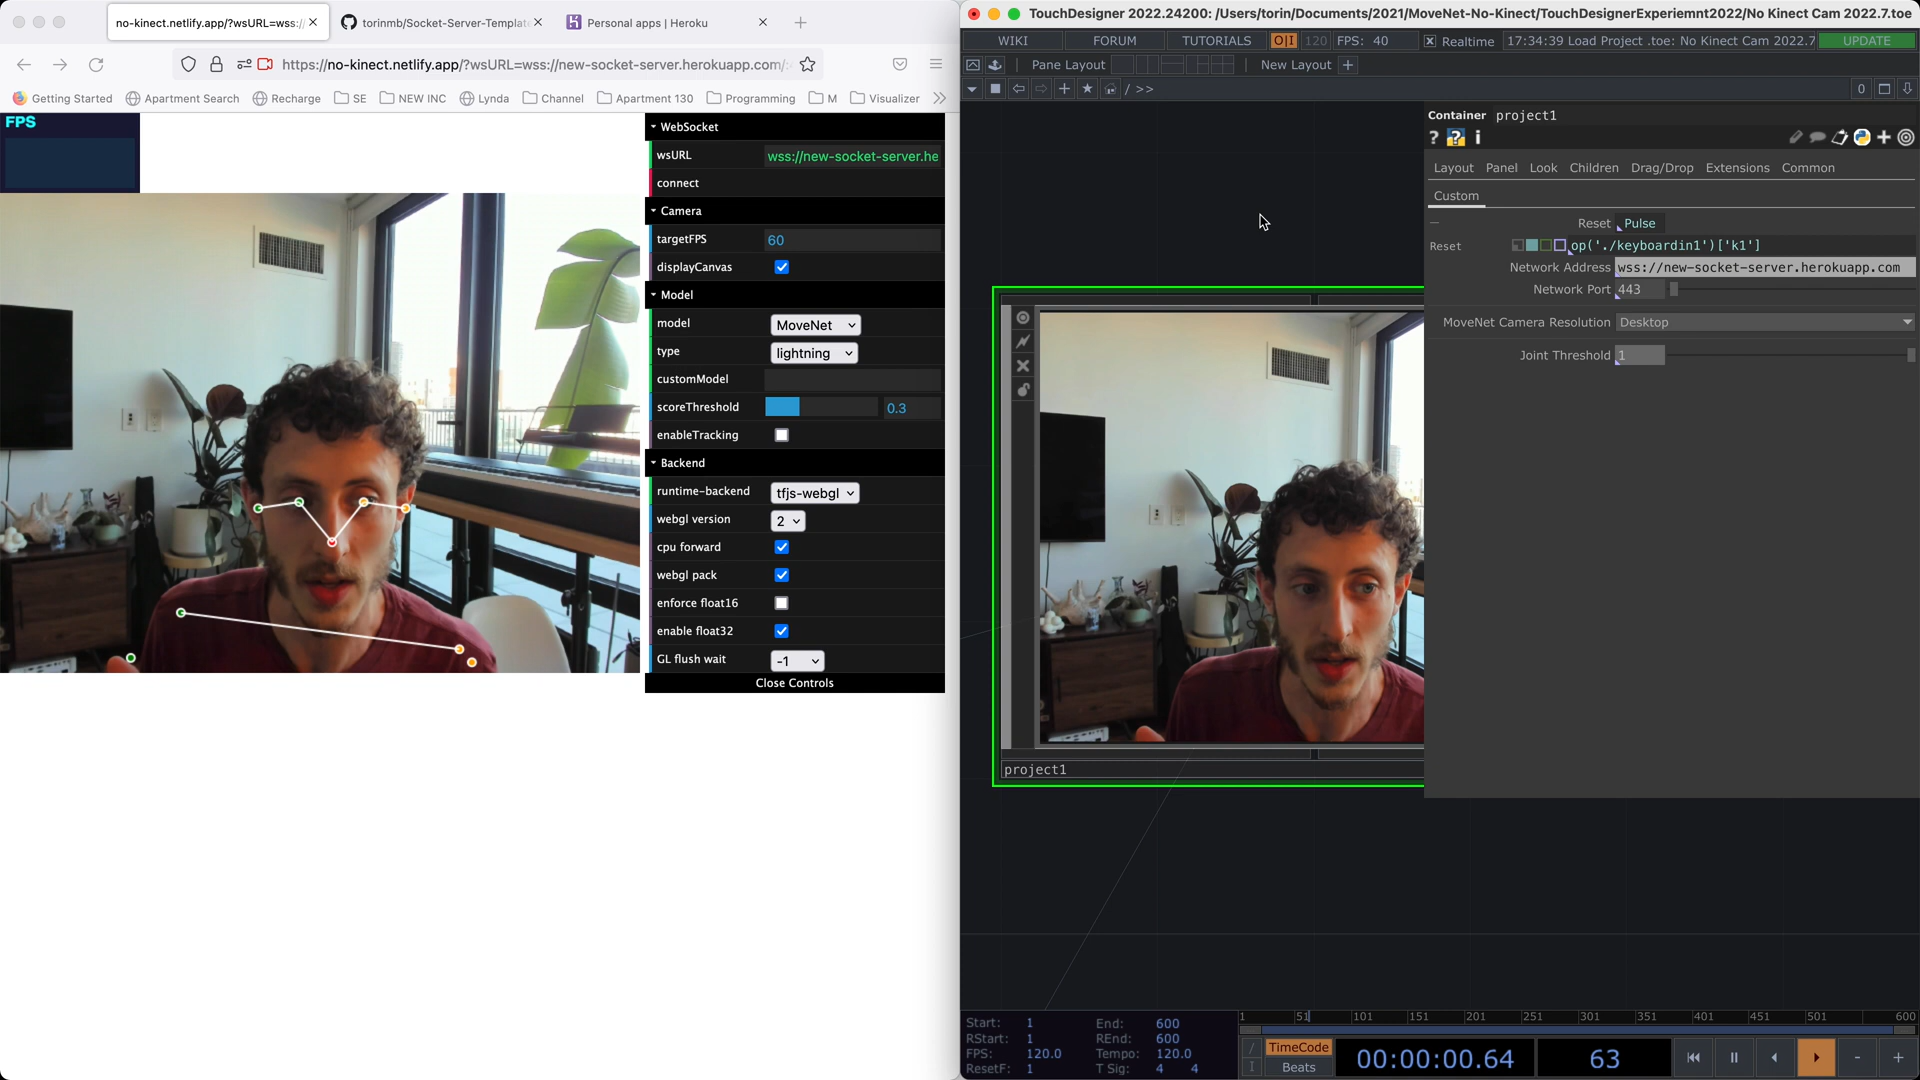 no-kinect.netlify.app/?wsURL=wss:/
torinmb/Socket-Server-Template
Personal apps | Heroku
https://no-kinect.netlify.app/?wsURL=wss://new-socket-server.herokuapp.com/:
Getting Started
Apartment Search
Recharge
SE
NEW INC
Lynda
Channel
Apartment 130
Programming
M
Visualizer
FPS
WebSocket
wsURL
wss://new-socket-server.he
connect
Camera
targetFPS
60
displayCanvas
Model
model
MoveNet
type
lightning
customModel
scoreThreshold
0.3
enableTracking
Backend
runtime-backend
tfjs-webgl
webgl version
2
cpu forward
webgl pack
enforce float16
enable float32
GL flush wait
-1
Close Controls
TouchDesigner 2022.24200: /Users/torin/Documents/2021/MoveNet-No-Kinect/TouchDesignerExperiemnt2022/No Kinect Cam 2022.7.toe
WIKI
FORUM
TUTORIALS
O|I
120
FPS: 40
Realtime
17:34:39 Load Project .toe: No Kinect Cam 2022.7
UPDATE
Pane Layout
New Layout
/ >>
0
Container project1
Layout Panel Look Children Drag/Drop Extensions Common
Custom
Reset Pulse
Reset op('./keyboardin1')['k1']
Network Address wss://new-socket-server.herokuapp.com
Network Port 443
MoveNet Camera Resolution Desktop
Joint Threshold 1
project1
Start: 1 End: 600
RStart: 1 REnd: 600
FPS: 120.0 Tempo: 120.0
ResetF: 1 T Sig: 4 4
1 51 101 151 201 251 301 351 401 451 501 600
TimeCode
Beats
00:00:00.64
63